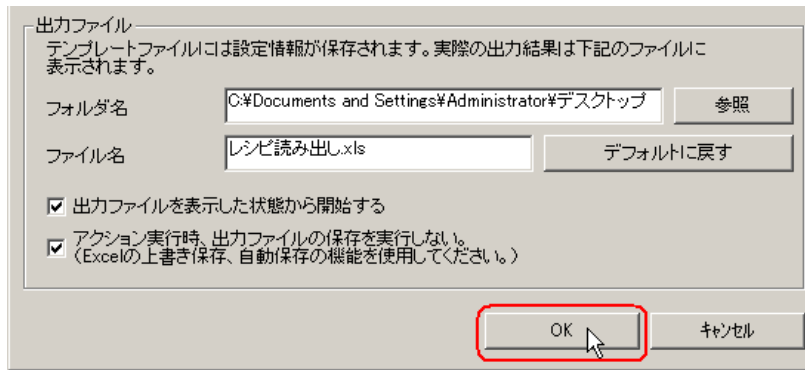 出力ファイル
テンプレートファイルには設定情報が保存されます。実際の出力結果は下記のファイルに
表示されます。
フォルダ名
C:¥Documents and Settings¥Administrator¥デスクトップ
参照
ファイル名
レシピ読み出し.xls
デフォルトに戻す
出力ファイルを表示した状態から開始する
アクション実行時、出力ファイルの保存を実行しない。
（Excelの上書き保存、自動保存の機能を使用してください。）
OK
キャンセル